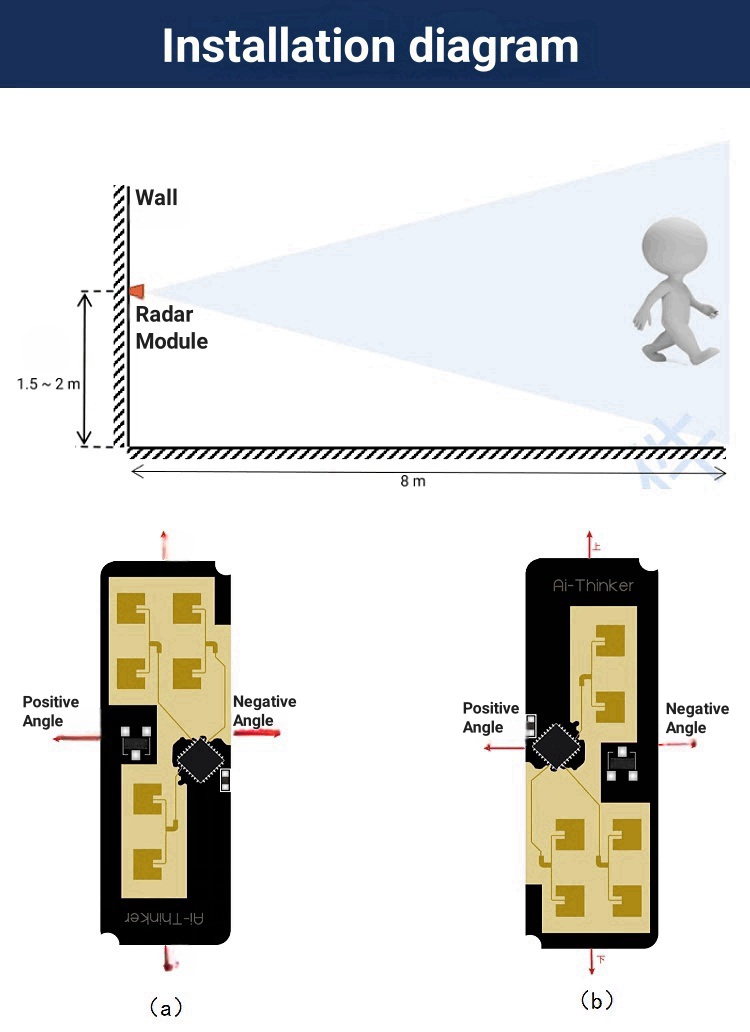 Installation diagram
Wall
Radar
Module
1.5 ~ 2 m
8 m
上
Ai-Thinker
Positive
Angle
Negative
Angle
Positive
Angle
Negative
Angle
Ai-Thinker
下
(a)
(b)